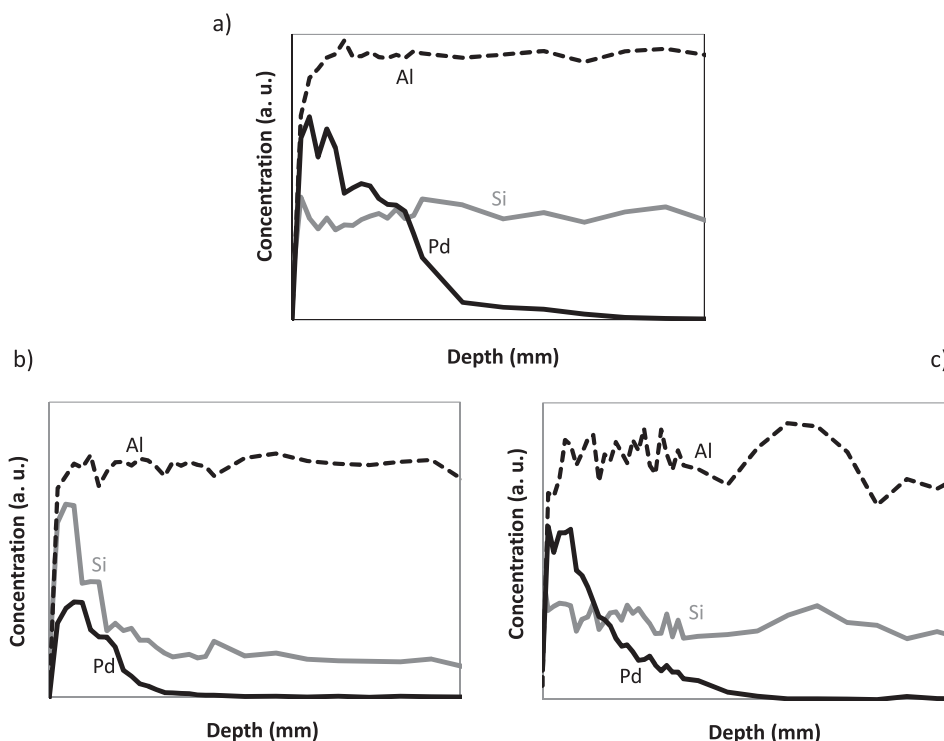 a)
Al
Si
Pd
Concentration (a. u.)
Depth (mm)
b)
Al
Si
Pd
Concentration (a. u.)
Depth (mm)
c)
Al
Si
Pd
Concentration (a. u.)
Depth (mm)